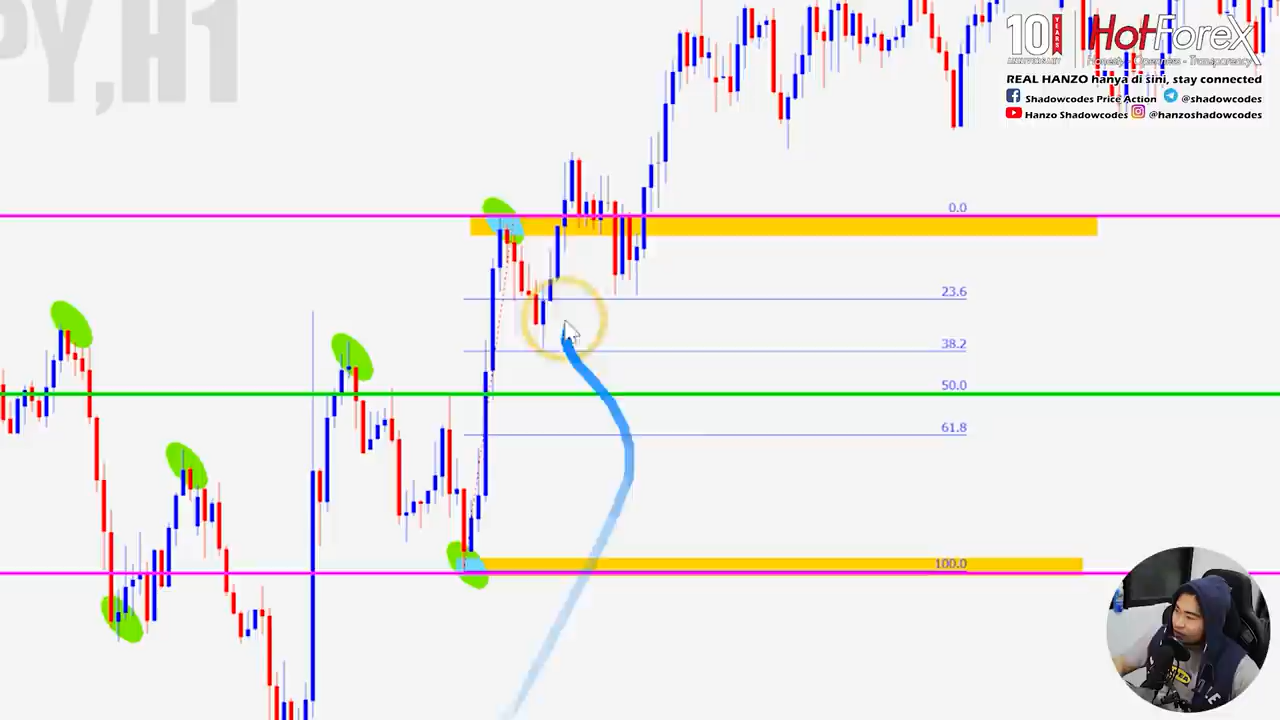 PY,H1
10 YEARS ANNIVERSARY HotForex
Honesty - Openness - Transparency
REAL HANZO hanya di sini, stay connected
Shadowcodes Price Action @shadowcodes
Hanzo Shadowcodes @hanzoshadowcodes
0.0
23.6
38.2
50.0
61.8
100.0